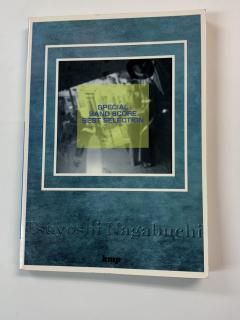 SPECIAL
BAND SCORE
BEST SELECTION
Tsuyoshi Nagabuchi
kmp